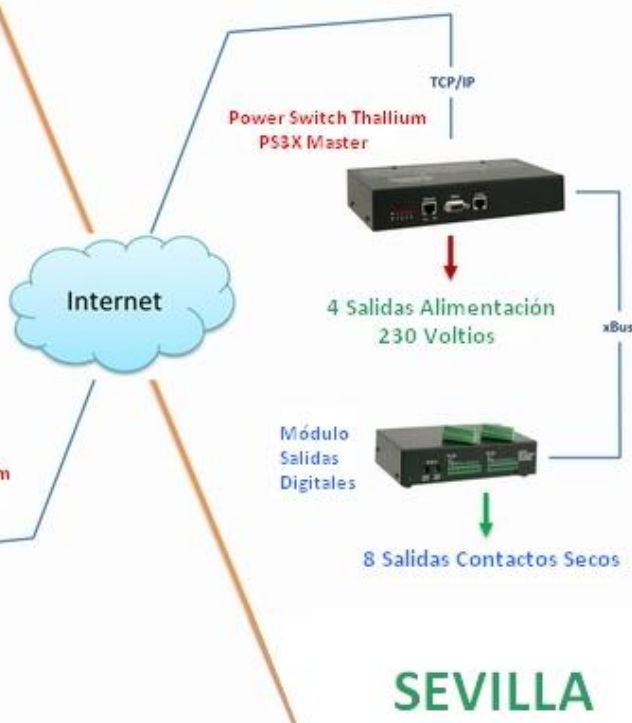 TCP/IP
Power Switch Thallium
PS3X Master
Internet
4 Salidas Alimentación
230 Voltios
xBus
Módulo
Salidas
Digitales
8 Salidas Contactos Secos
SEVILLA